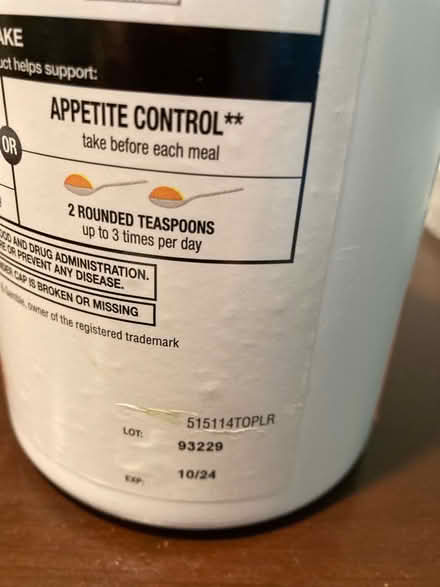 AKE
uct helps support:
APPETITE CONTROL**
take before each meal
OR
2 ROUNDED TEASPOONS
up to 3 times per day
AND DRUG ADMINISTRATION.
OR PREVENT ANY DISEASE.
CAP IS BROKEN OR MISSING
owner of the registered trademark
515114TOPLR
LOT:
93229
EXP:
10/24